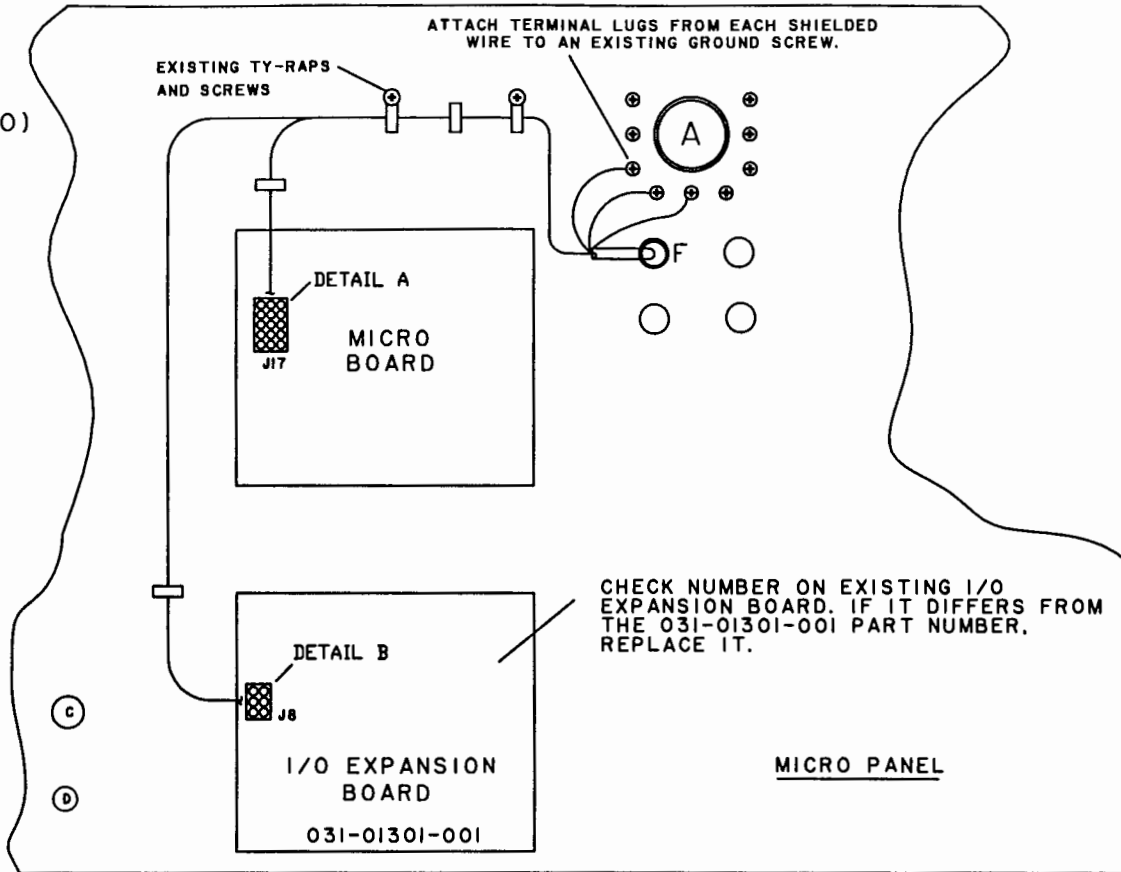 ATTACH TERMINAL LUGS FROM EACH SHIELDED
WIRE TO AN EXISTING GROUND SCREW.
EXISTING TY-RAPS
AND SCREWS
O)
A
F
DETAIL A
MICRO
BOARD
J17
CHECK NUMBER ON EXISTING I/O
EXPANSION BOARD. IF IT DIFFERS FROM
THE 031-01301-001 PART NUMBER,
REPLACE IT.
DETAIL B
J8
C
D
I/O EXPANSION
BOARD
031-01301-001
MICRO PANEL